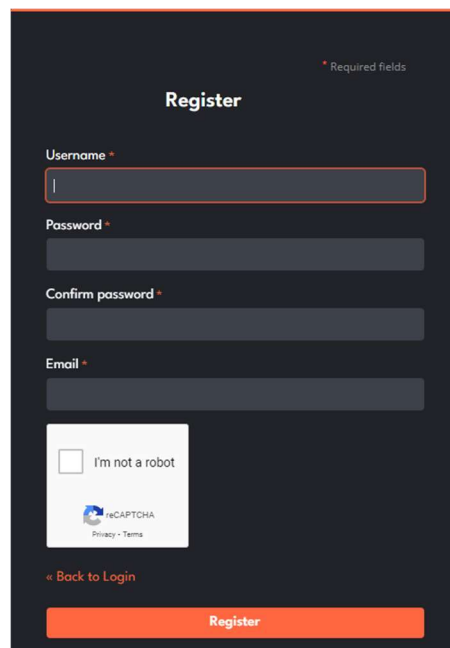 * Required fields
Register
Username *
Password *
Confirm password *
Email *
I'm not a robot
reCAPTCHA
Privacy - Terms
« Back to Login
Register